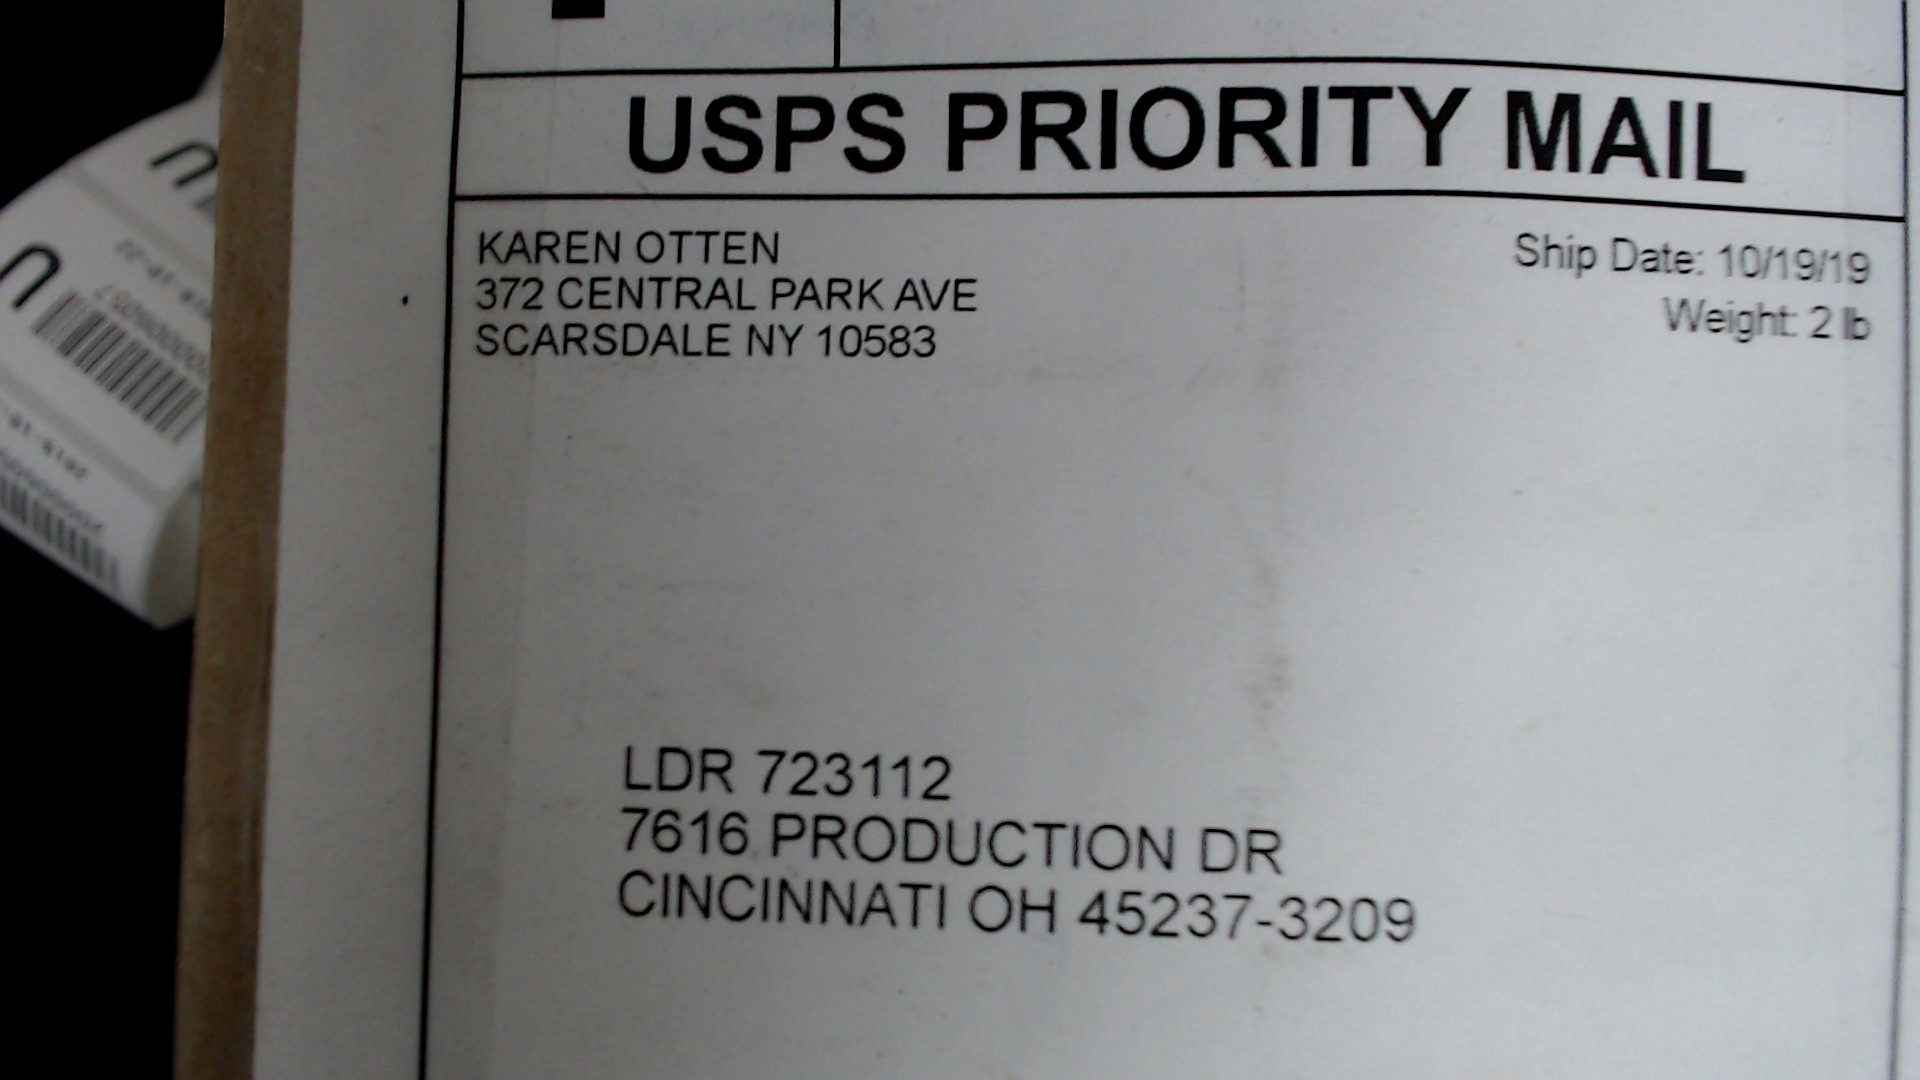 USPS PRIORITY MAIL
KAREN OTTEN
372 CENTRAL PARK AVE
SCARSDALE NY 10583
Ship Date: 10/19/19
Weight: 2 lb
LDR 723112
7616 PRODUCTION DR
CINCINNATI OH 45237-3209